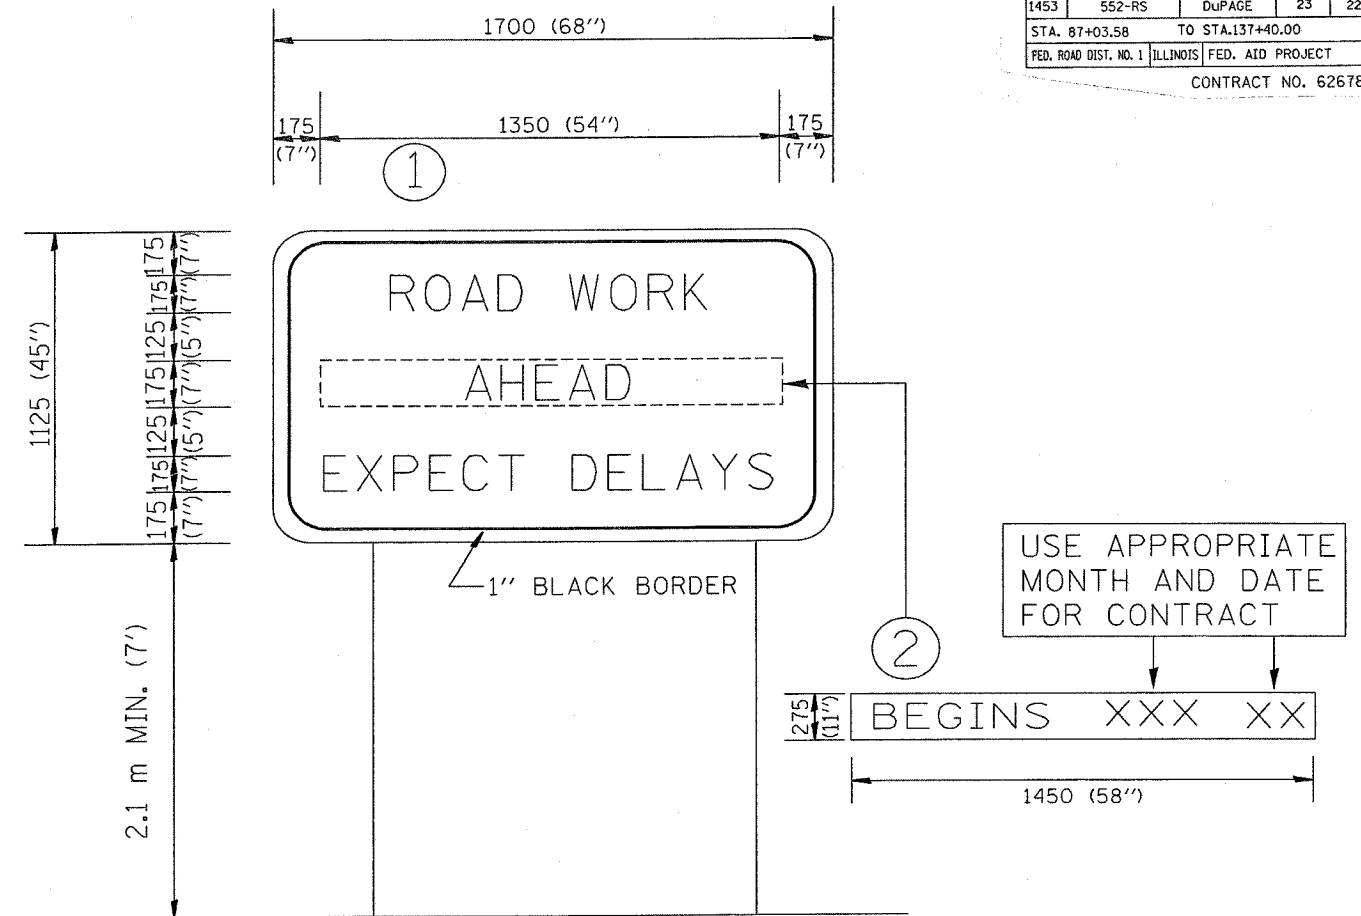 1453 552-RS DuPAGE 23 22
STA. 87+03.58 TO STA.137+40.00
FED. ROAD DIST. NO. 1 ILLINOIS FED. AID PROJECT
CONTRACT NO. 62678
1700 (68'')
175 (7'')
1350 (54'')
175 (7'')
1
1125 (45'')
175 (7'')
175 (7'')
125 (5'')
175 (7'')
125 (5'')
175 (7'')
175 (7'')
ROAD WORK
AHEAD
EXPECT DELAYS
1'' BLACK BORDER
2.1 m MIN. (7')
2
USE APPROPRIATE
MONTH AND DATE
FOR CONTRACT
275 (11'')
BEGINS XXX XX
1450 (58'')